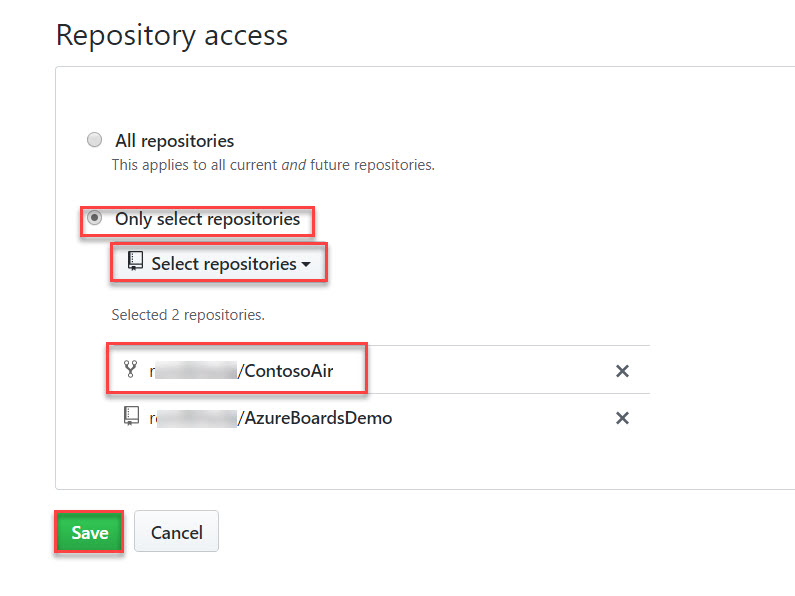 Repository access
All repositories
This applies to all current and future repositories.
Only select repositories
Select repositories
Selected 2 repositories.
/ContosoAir
/AzureBoardsDemo
Save
Cancel